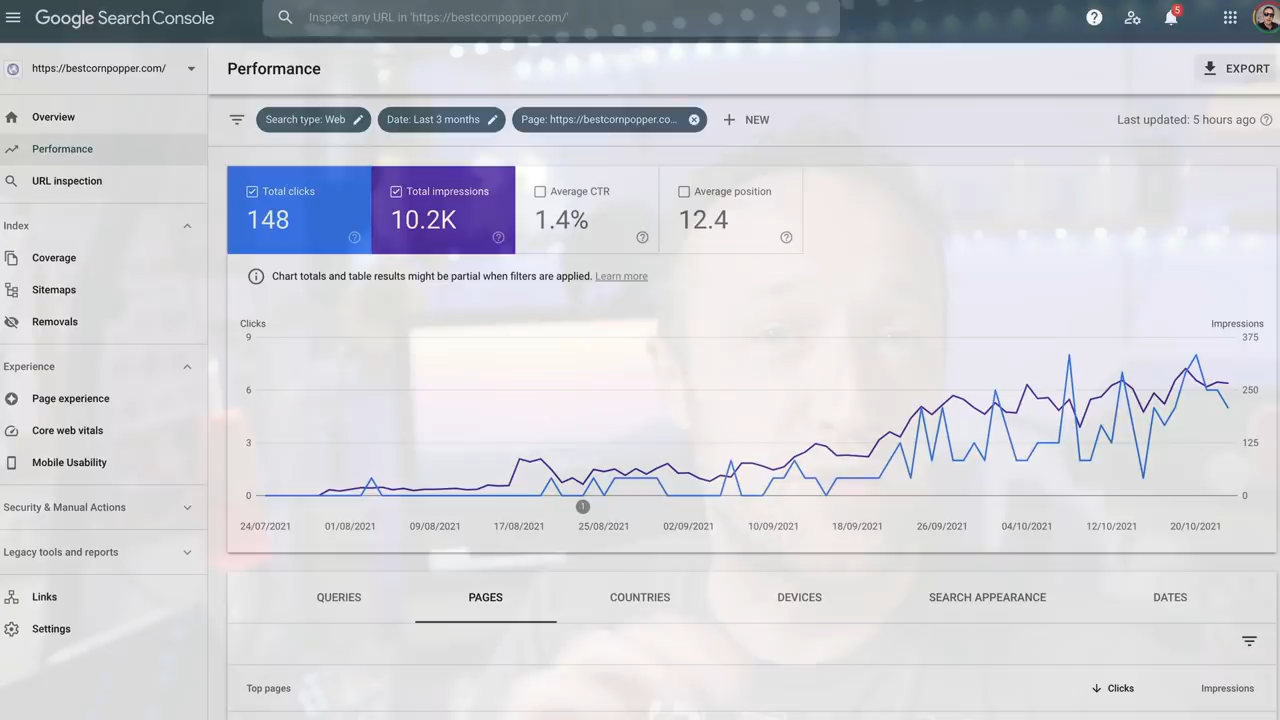 Google Search Console
Inspect any URL in 'https://bestcornpopper.com/'
5
https://bestcornpopper.com/
Performance
EXPORT
Overview
Performance
URL inspection
Index
Coverage
Sitemaps
Removals
Experience
Page experience
Core web vitals
Mobile Usability
Security & Manual Actions
Legacy tools and reports
Links
Settings
Search type: Web
Date: Last 3 months
Page: https://bestcornpopper.co...
NEW
Last updated: 5 hours ago
Total clicks
148
Total impressions
10.2K
Average CTR
1.4%
Average position
12.4
Chart totals and table results might be partial when filters are applied. Learn more
Clicks
Impressions
9
375
6
250
3
125
0
0
1
24/07/2021 01/08/2021 09/08/2021 17/08/2021 25/08/2021 02/09/2021 10/09/2021 18/09/2021 26/09/2021 04/10/2021 12/10/2021 20/10/2021
QUERIES PAGES COUNTRIES DEVICES SEARCH APPEARANCE DATES
Top pages
Clicks
Impressions